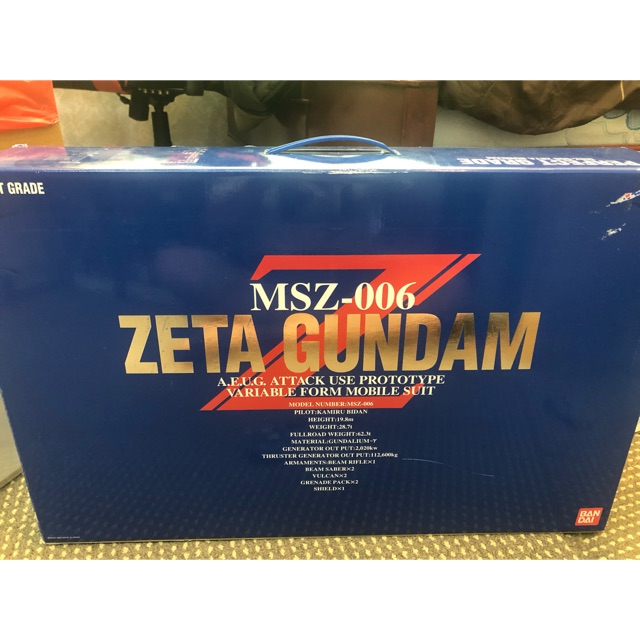 T GRADE
MSZ-006
ZETA GUNDAM
A.E.U.G. ATTACK USE PROTOTYPE
VARIABLE FORM MOBILE SUIT
MODEL NUMBER:MSZ-006
PILOT:KAMIRU BIDAN
HEIGHT:19.8m
WEIGHT:28.7t
FULLROAD WEIGHT:62.3t
MATERIAL:GUNDALIUM-γ
GENERATOR OUT PUT:2,020kw
THRUSTER GENERATOR OUT PUT:112,600kg
ARMAMENTS:BEAM RIFLE×1
BEAM SABER×2
VULCAN×2
GRENADE PACK×2
SHIELD×1
BAN
DAI